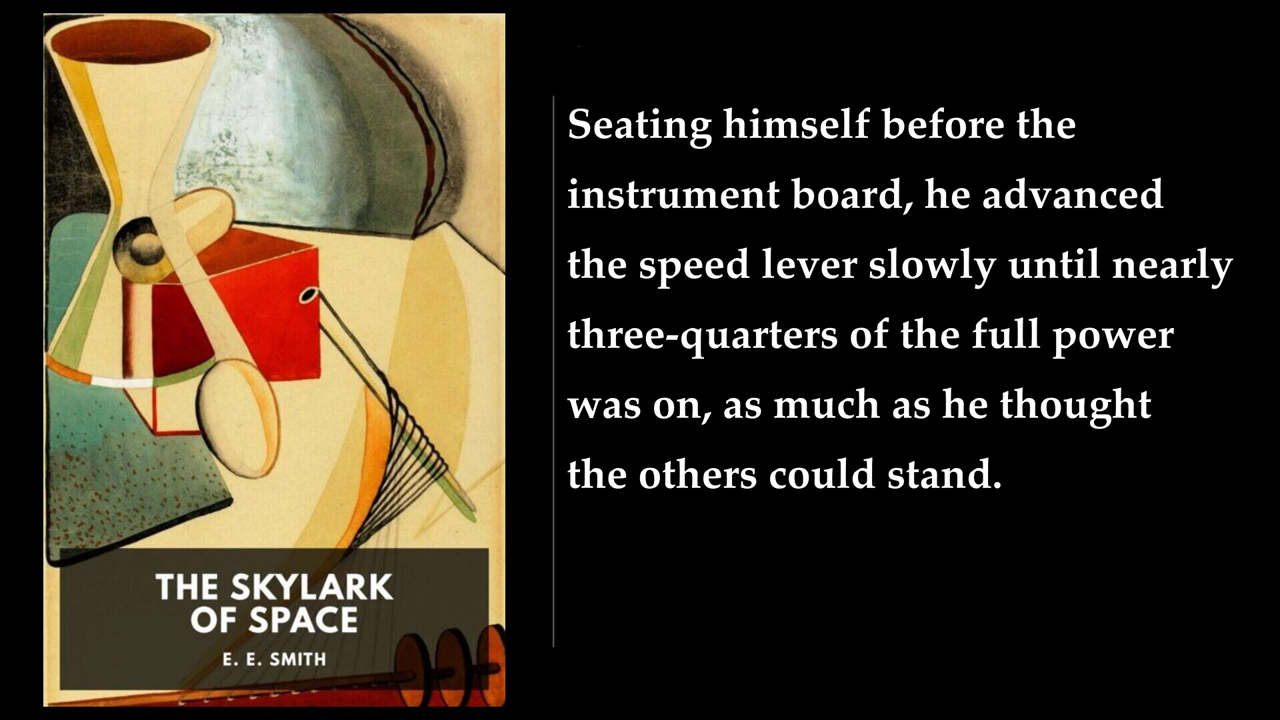 THE SKYLARK
OF SPACE
E. E. SMITH
Seating himself before the
instrument board, he advanced
the speed lever slowly until nearly
three-quarters of the full power
was on, as much as he thought
the others could stand.